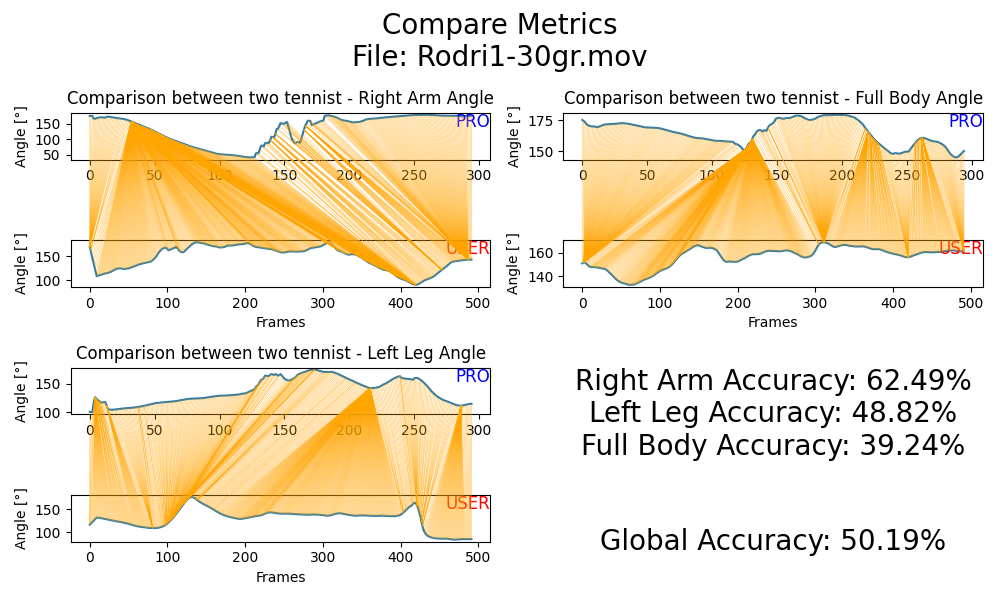 Compare Metrics
File: Rodri1-30gr.mov
Comparison between two tennist - Right Arm Angle
Angle [°]
150
100
50
PRO
0 50 100 150 200 250 300
Angle [°]
150
100
USER
0 100 200 300 400 500
Frames
Comparison between two tennist - Full Body Angle
Angle [°]
175
150
PRO
0 50 100 150 200 250 300
Angle [°]
160
140
USER
0 100 200 300 400 500
Frames
Comparison between two tennist - Left Leg Angle
Angle [°]
150
100
PRO
0 50 100 150 200 250 300
Angle [°]
150
100
USER
0 100 200 300 400 500
Frames
Right Arm Accuracy: 62.49%
Left Leg Accuracy: 48.82%
Full Body Accuracy: 39.24%
Global Accuracy: 50.19%